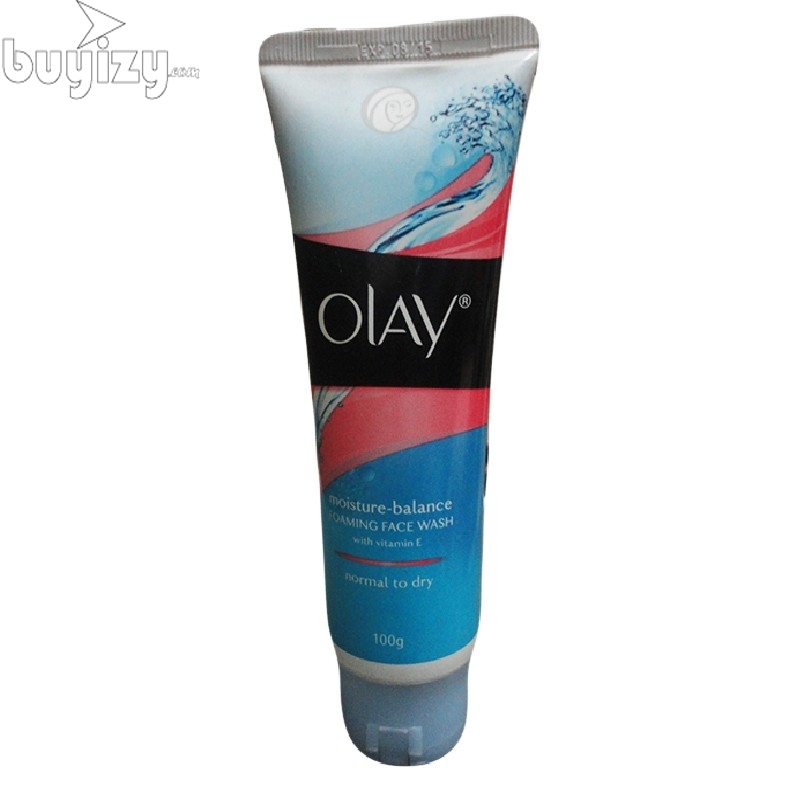 buyizy.com
EXP 08/15
OLAY®
moisture-balance
FOAMING FACE WASH
with vitamin E
normal to dry
100g